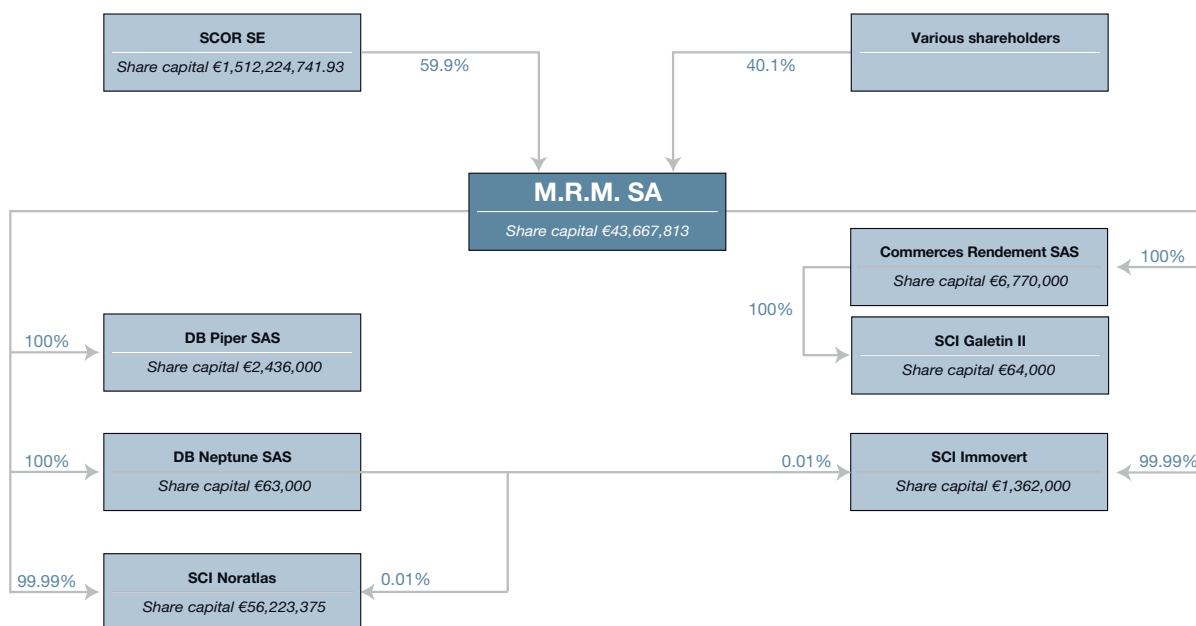 SCOR SE
Share capital €1,512,224,741.93
Various shareholders
59.9%
40.1%
M.R.M. SA
Share capital €43,667,813
Commerces Rendement SAS
Share capital €6,770,000
100%
100%
SCI Galetin II
Share capital €64,000
100%
DB Piper SAS
Share capital €2,436,000
100%
DB Neptune SAS
Share capital €63,000
0.01%
SCI Immovert
Share capital €1,362,000
99.99%
99.99%
SCI Noratlas
Share capital €56,223,375
0.01%